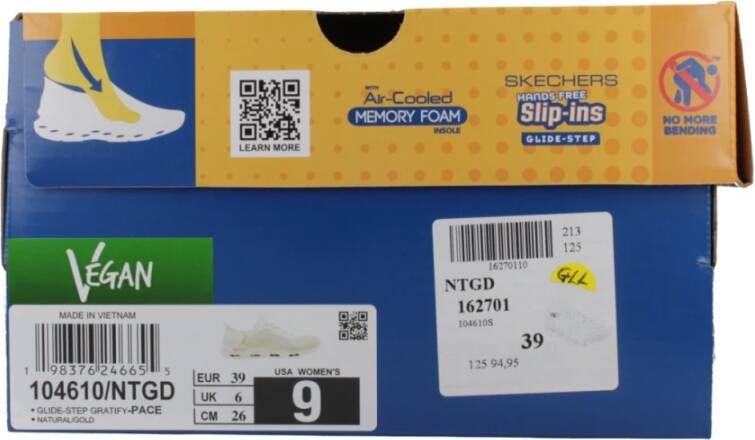 LEARN MORE
WITH
Air-Cooled
MEMORY FOAM
INSOLE
SKECHERS
HANDS FREE
Slip-ins
GLIDE-STEP
TM
NO MORE
BENDING
VEGAN
MADE IN VIETNAM
1 98376 24665 5
104610/NTGD
• GLIDE-STEP GRATIFY-PACE
• NATURAL/GOLD
EUR 39
UK 6
CM 26
USA WOMEN'S
9
213
125
16270110
NTGD
GLL
162701
104610S
39
125 94,95